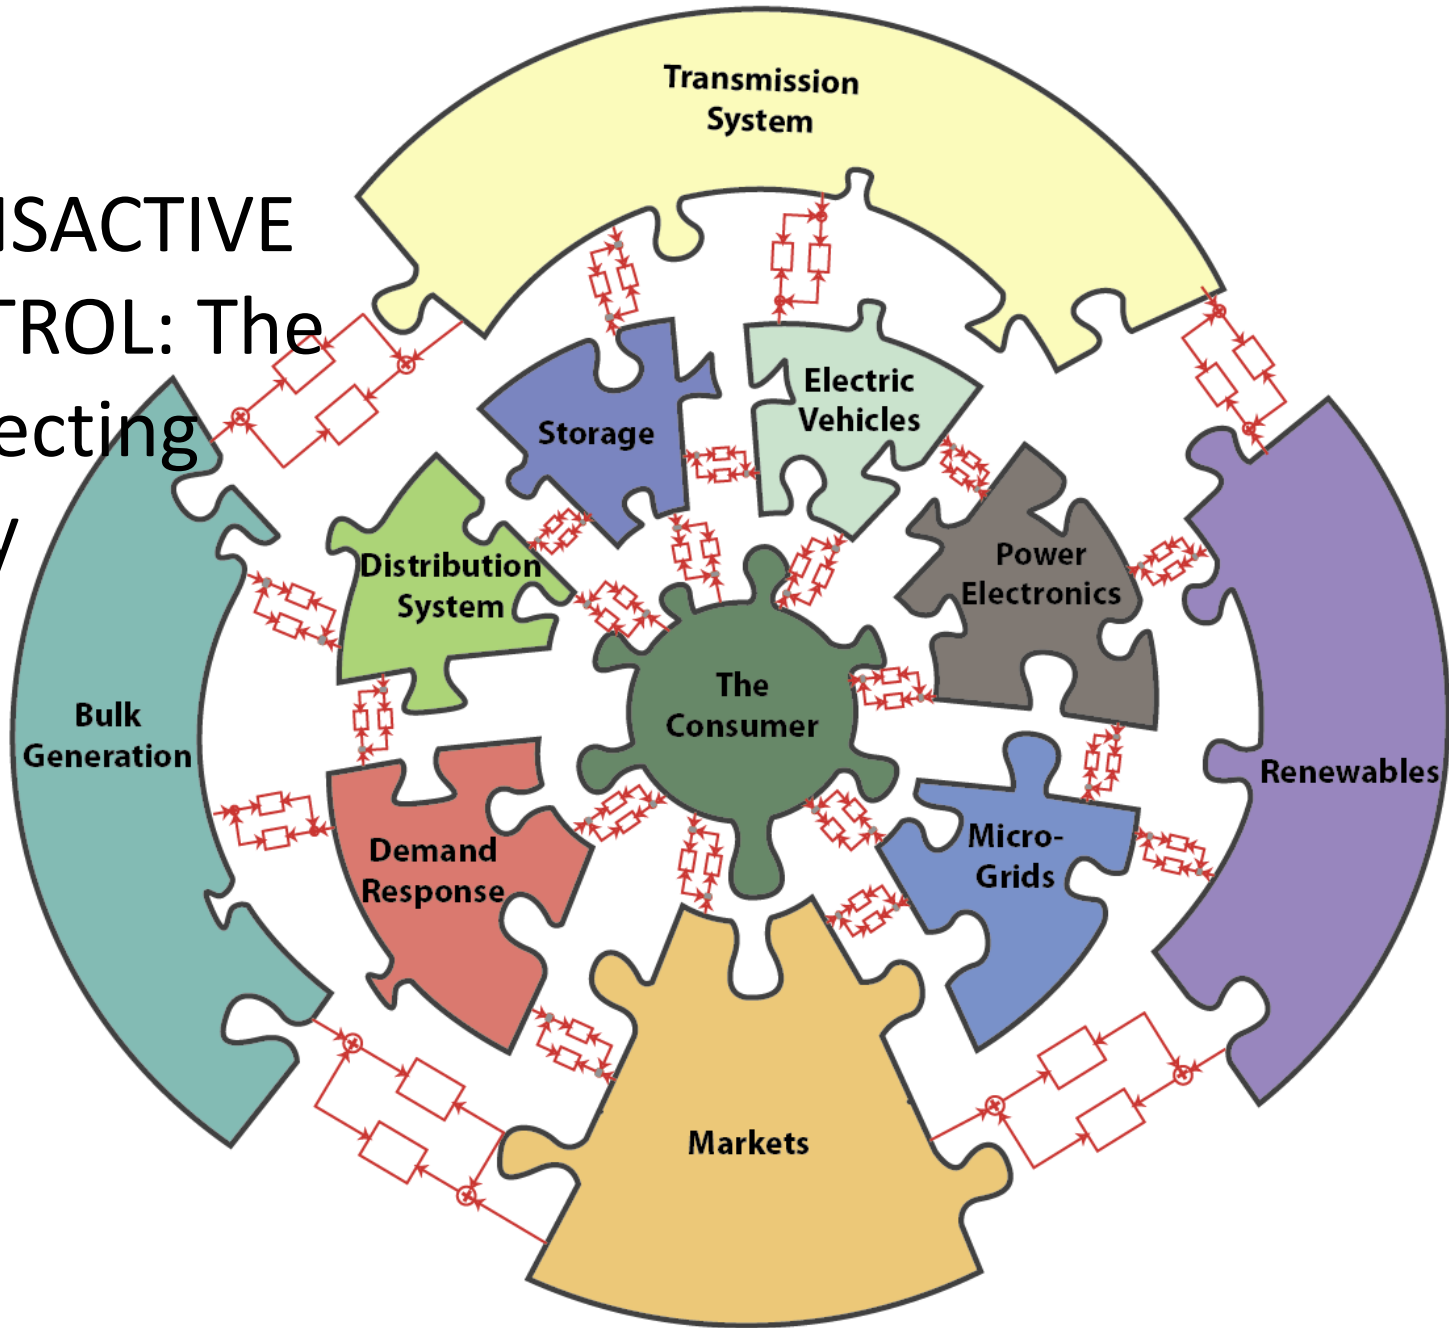 Transmission
System
NSACTIVE
TROL: The
ecting
y
Electric
Vehicles
Storage
Power
Electronics
Distribution
System
The
Consumer
Bulk
Generation
Renewables
Micro-
Grids
Demand
Response
Markets